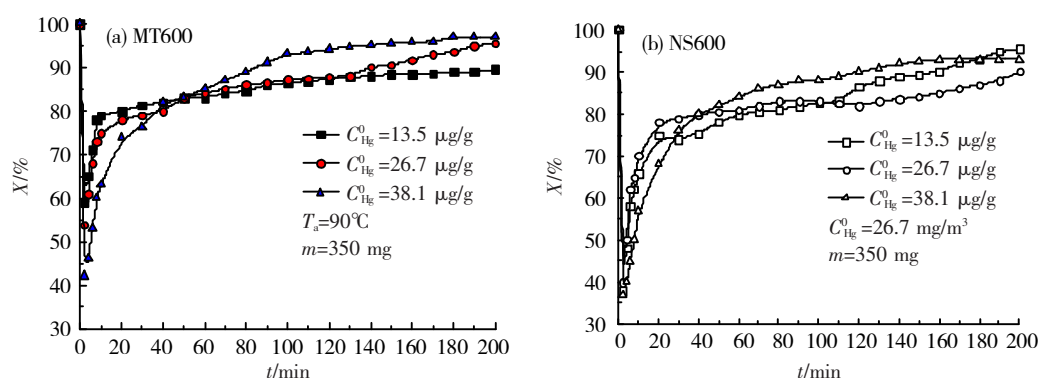 (a) MT600
X/%
100
90
80
70
60
50
40
30
C⁰Hg=13.5 μg/g
C⁰Hg=26.7 μg/g
C⁰Hg=38.1 μg/g
Ta=90℃
m=350 mg
0 20 40 60 80 100 120 140 160 180 200
t/min
(b) NS600
X/%
100
90
80
70
60
50
40
30
C⁰Hg=13.5 μg/g
C⁰Hg=26.7 μg/g
C⁰Hg=38.1 μg/g
C⁰Hg=26.7 mg/m³
m=350 mg
0 20 40 60 80 100 120 140 160 180 200
t/min